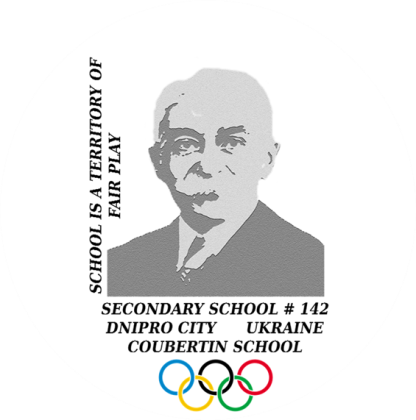 SCHOOL IS A TERRITORY OF
FAIR PLAY
SECONDARY SCHOOL # 142
DNIPRO CITY UKRAINE
COUBERTIN SCHOOL